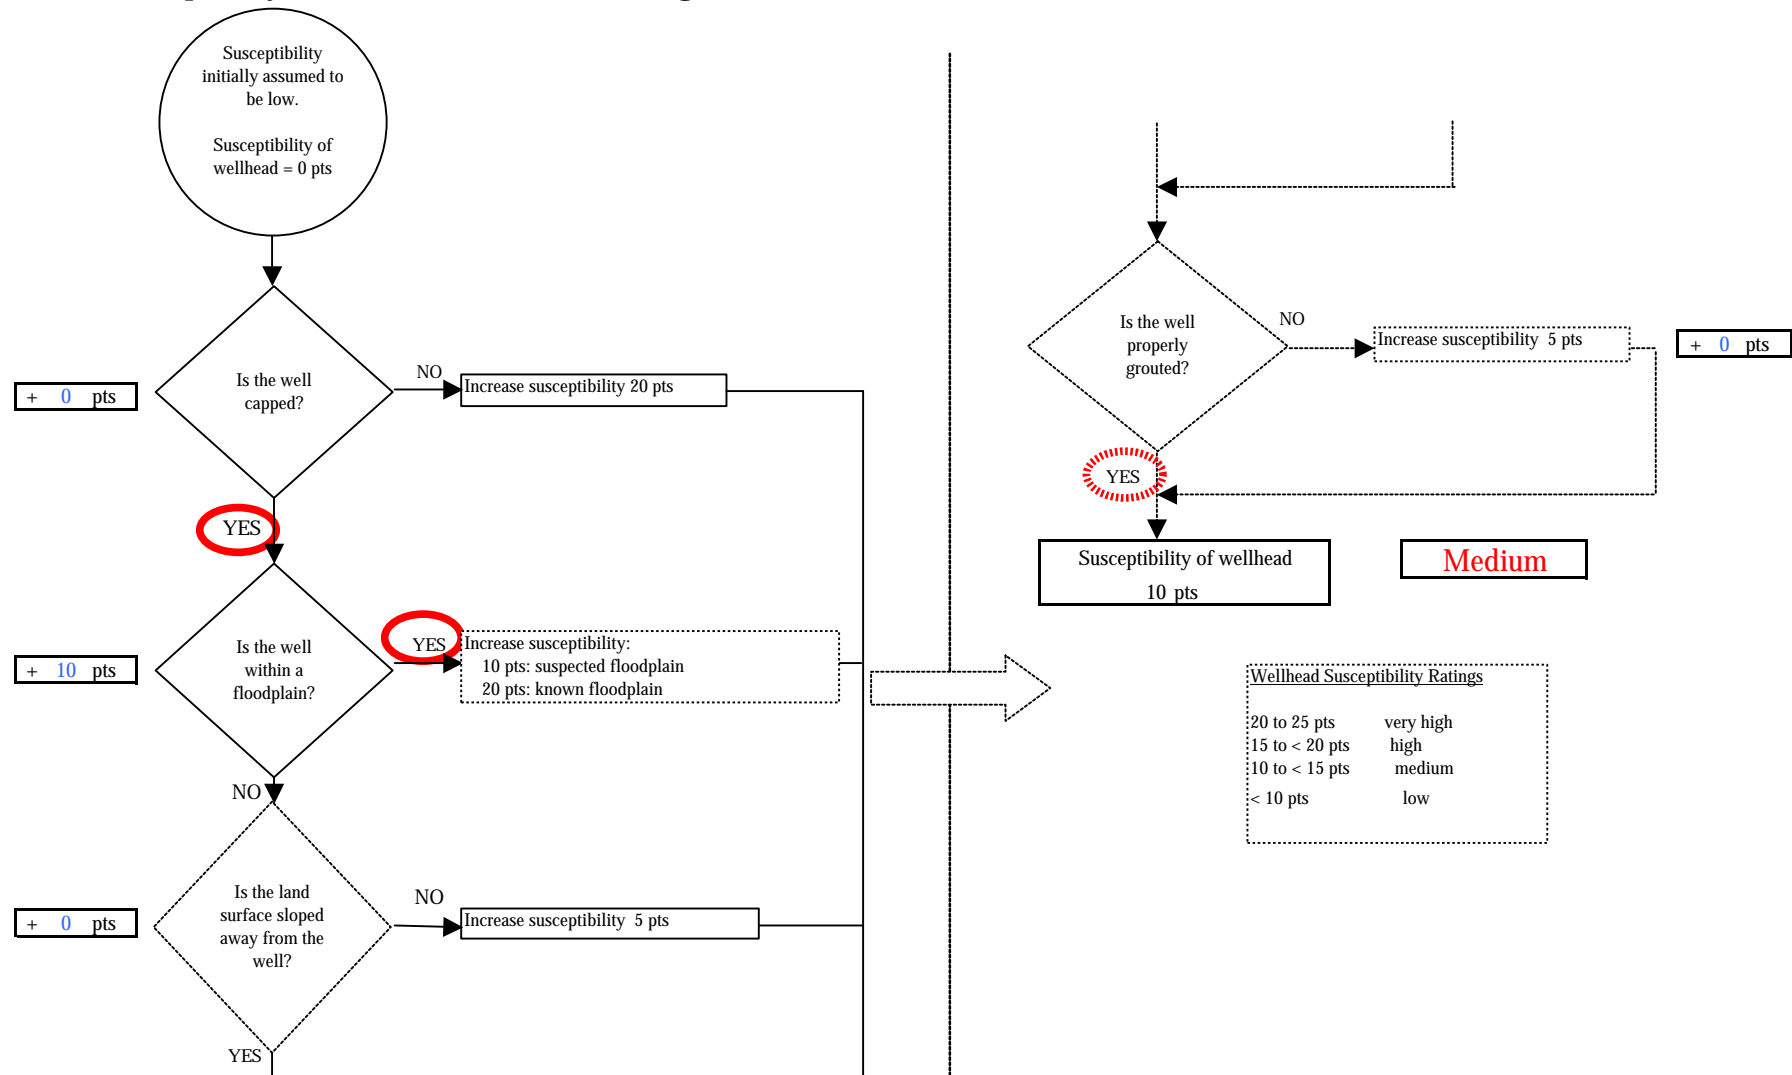 Susceptibility
initially assumed to
be low.
Susceptibility of
wellhead = 0 pts
Is the well
capped?
NO
Increase susceptibility 20 pts
+ 0 pts
YES
Is the well
within a
floodplain?
YES
Increase susceptibility:
10 pts: suspected floodplain
20 pts: known floodplain
+ 10 pts
NO
Is the land
surface sloped
away from the
well?
NO
Increase susceptibility 5 pts
+ 0 pts
YES
Is the well
properly
grouted?
NO
Increase susceptibility 5 pts
+ 0 pts
YES
Susceptibility of wellhead
10 pts
Medium
Wellhead Susceptibility Ratings
20 to 25 pts very high
15 to < 20 pts high
10 to < 15 pts medium
< 10 pts low